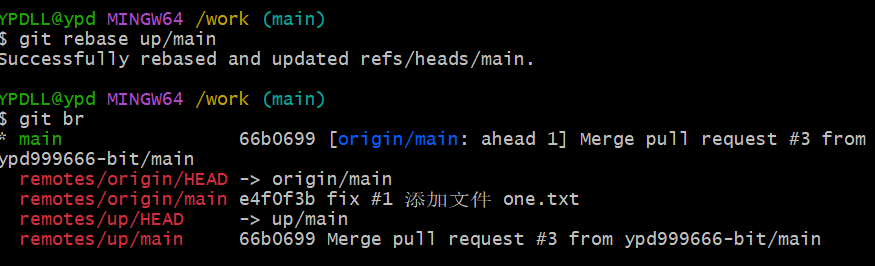 YPDLL@ypd MINGW64 /work (main)
$ git rebase up/main
Successfully rebased and updated refs/heads/main.
YPDLL@ypd MINGW64 /work (main)
$ git br
* main                66b0699 [origin/main: ahead 1] Merge pull request #3 from
ypd999666-bit/main
  remotes/origin/HEAD -> origin/main
  remotes/origin/main e4f0f3b fix #1 添加文件 one.txt
  remotes/up/HEAD     -> up/main
  remotes/up/main     66b0699 Merge pull request #3 from ypd999666-bit/main